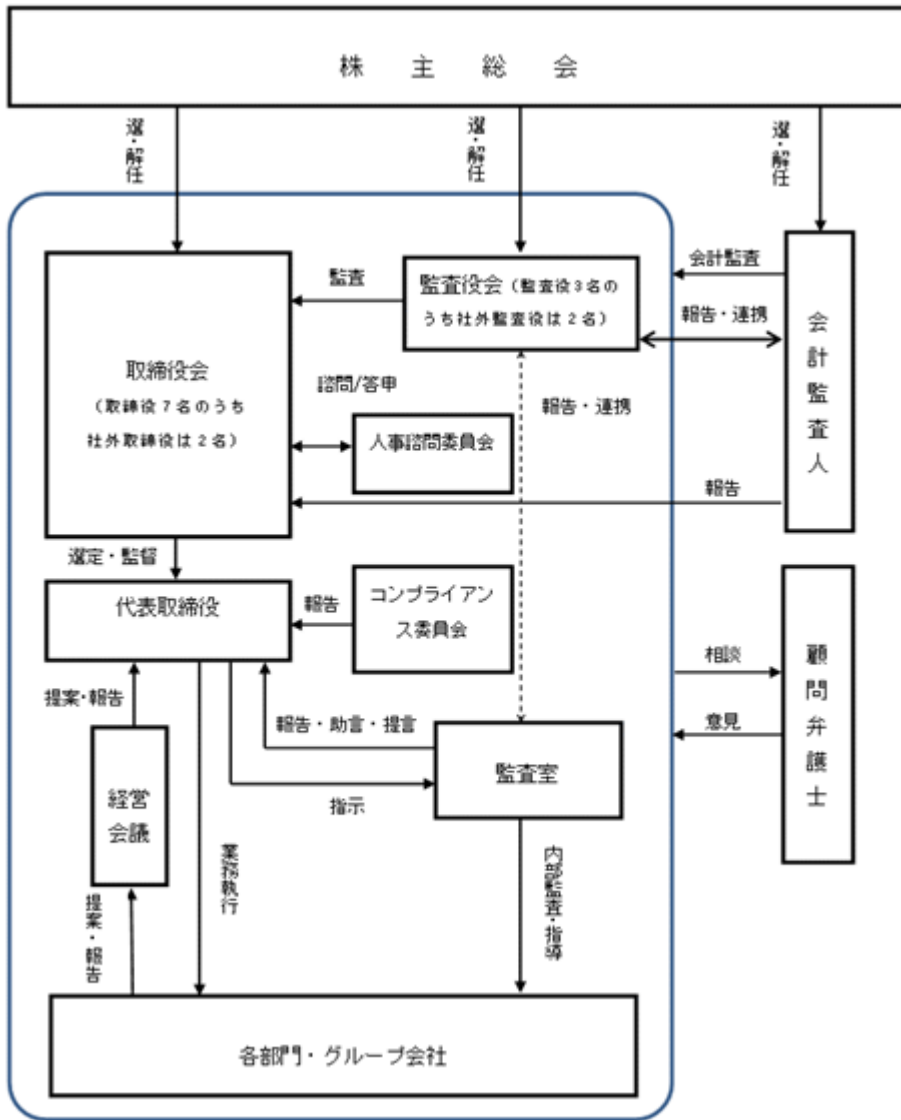 株主総会
選・解任
選・解任
選・解任
取締役会
（取締役７名のうち
社外取締役は２名）
監査
監査役会（監査役３名の
うち社外監査役は２名）
会計監査
報告・連携
会計監査人
諮問/答申
人事諮問委員会
報告・連携
報告
選定・監督
代表取締役
報告
コンプライアン
ス委員会
相談
意見
顧問弁護士
提案・報告
報告・助言・提言
監査室
指示
経営
会議
業務執行
内部監査・指導
提案・報告
各部門・グループ会社